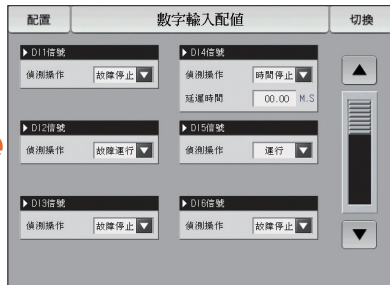 配置
數字輸入配值
切換
▶ DI1信號
偵測操作 故障停止
▶ DI4信號
偵測操作 時間停止
延遲時間 00.00 M.S
▶ DI2信號
偵測操作 故障運行
▶ DI5信號
偵測操作 運行
▶ DI3信號
偵測操作 故障停止
▶ DI6信號
偵測操作 故障停止
e